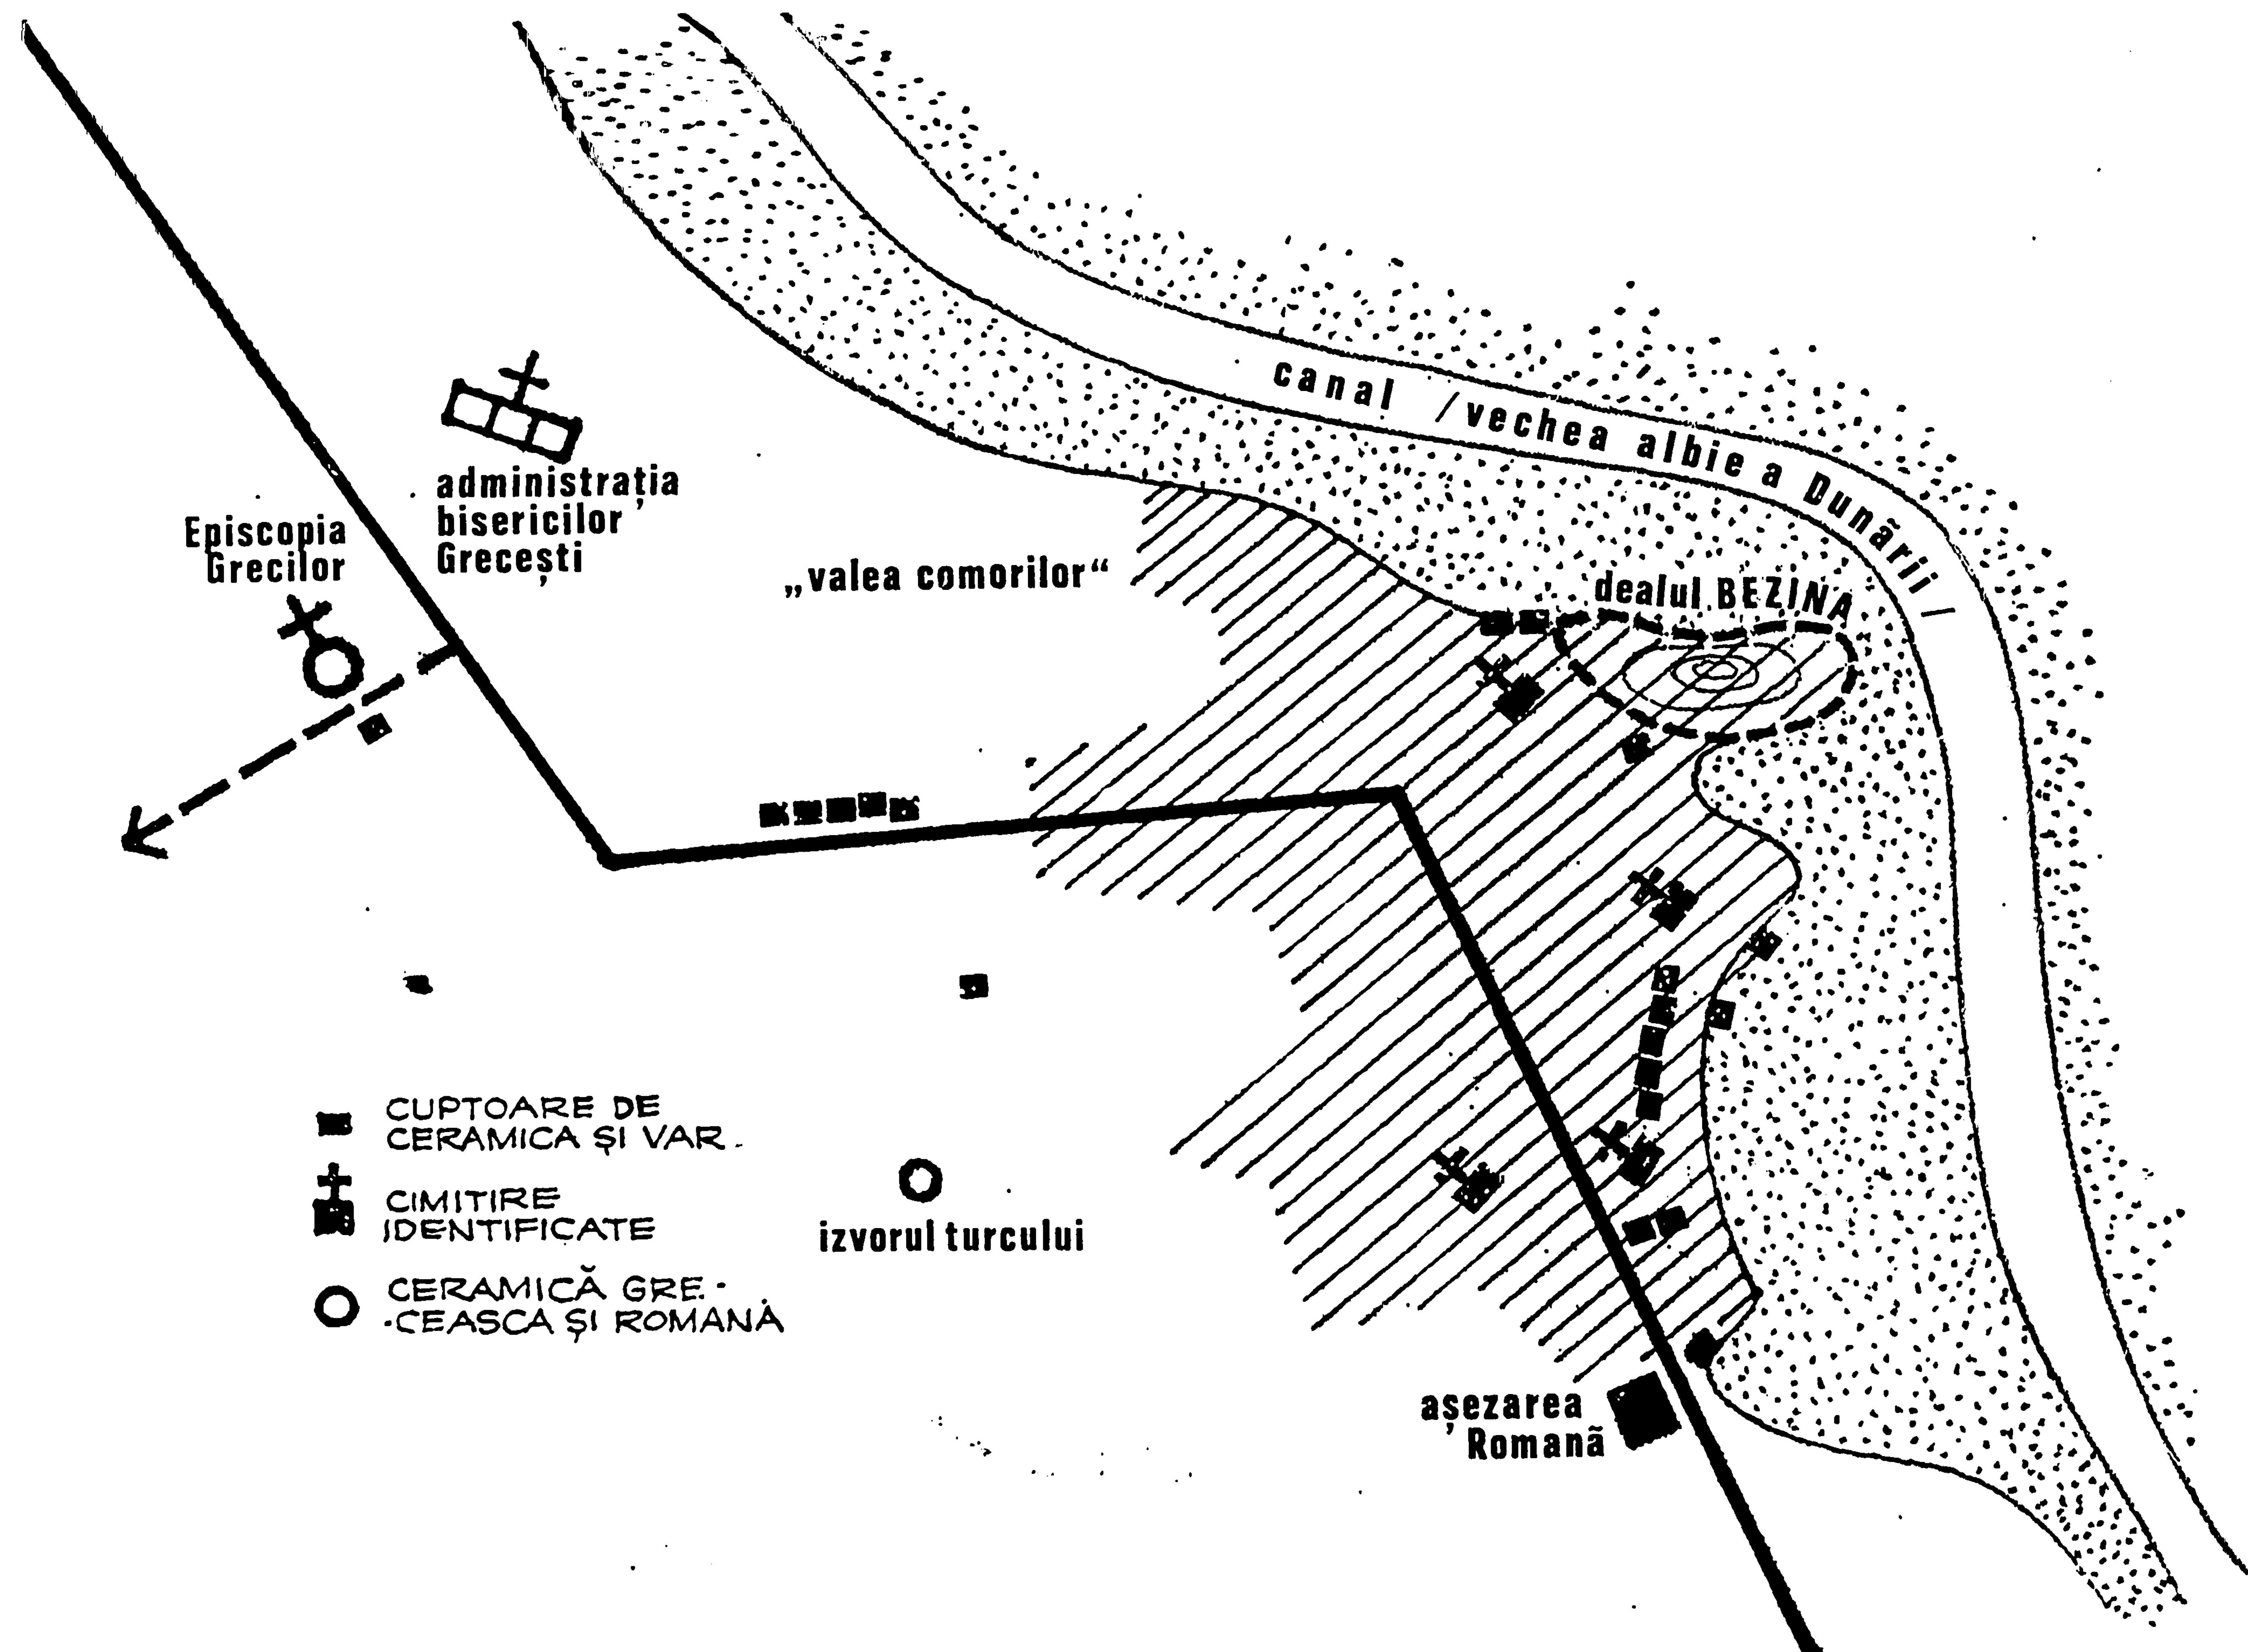 canal /vechea albie a Dunării/
administrația
bisericilor
Grecești
Episcopia
Grecilor
„valea comorilor“
dealul BEZINA
CUPTOARE DE
CERAMICA ȘI VAR
CIMITIRE
IDENTIFICATE
CERAMICĂ GRE-
-CEASCA ȘI ROMANĂ
izvorul turcului
așezarea
Romană